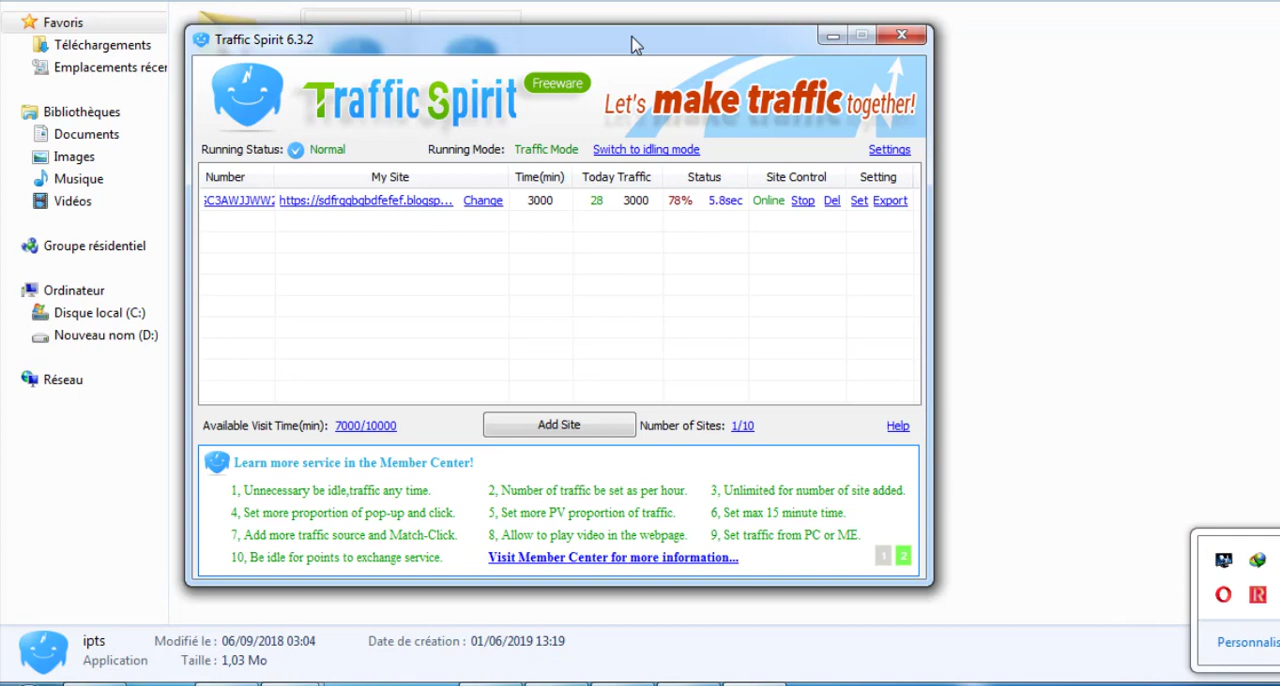 Favoris
Téléchargements
Emplacements récen
Bibliothèques
Documents
Images
Musique
Vidéos
Groupe résidentiel
Ordinateur
Disque local (C:)
Nouveau nom (D:)
Réseau
Traffic Spirit 6.3.2
Traffic Spirit Freeware
Let's make traffic together!
Running Status: Normal Running Mode: Traffic Mode Switch to idling mode Settings
Number My Site Time(min) Today Traffic Status Site Control Setting
https://sdfrgqbgbdfefef.blogsp... Change 3000 28 3000 78% 5.8sec Online Stop Del Set Export
Available Visit Time(min): 7000/10000 Add Site Number of Sites: 1/10 Help
Learn more service in the Member Center!
1, Unnecessary be idle,traffic any time. 2, Number of traffic be set as per hour. 3, Unlimited for number of site added.
4, Set more proportion of pop-up and click. 5, Set more PV proportion of traffic. 6, Set max 15 minute time.
7, Add more traffic source and Match-Click. 8, Allow to play video in the webpage. 9, Set traffic from PC or ME.
10, Be idle for points to exchange service. Visit Member Center for more information... 1 2
ipts Modifié le : 06/09/2018 03:04 Date de création : 01/06/2019 13:19
Application Taille : 1,03 Mo
Personnalis